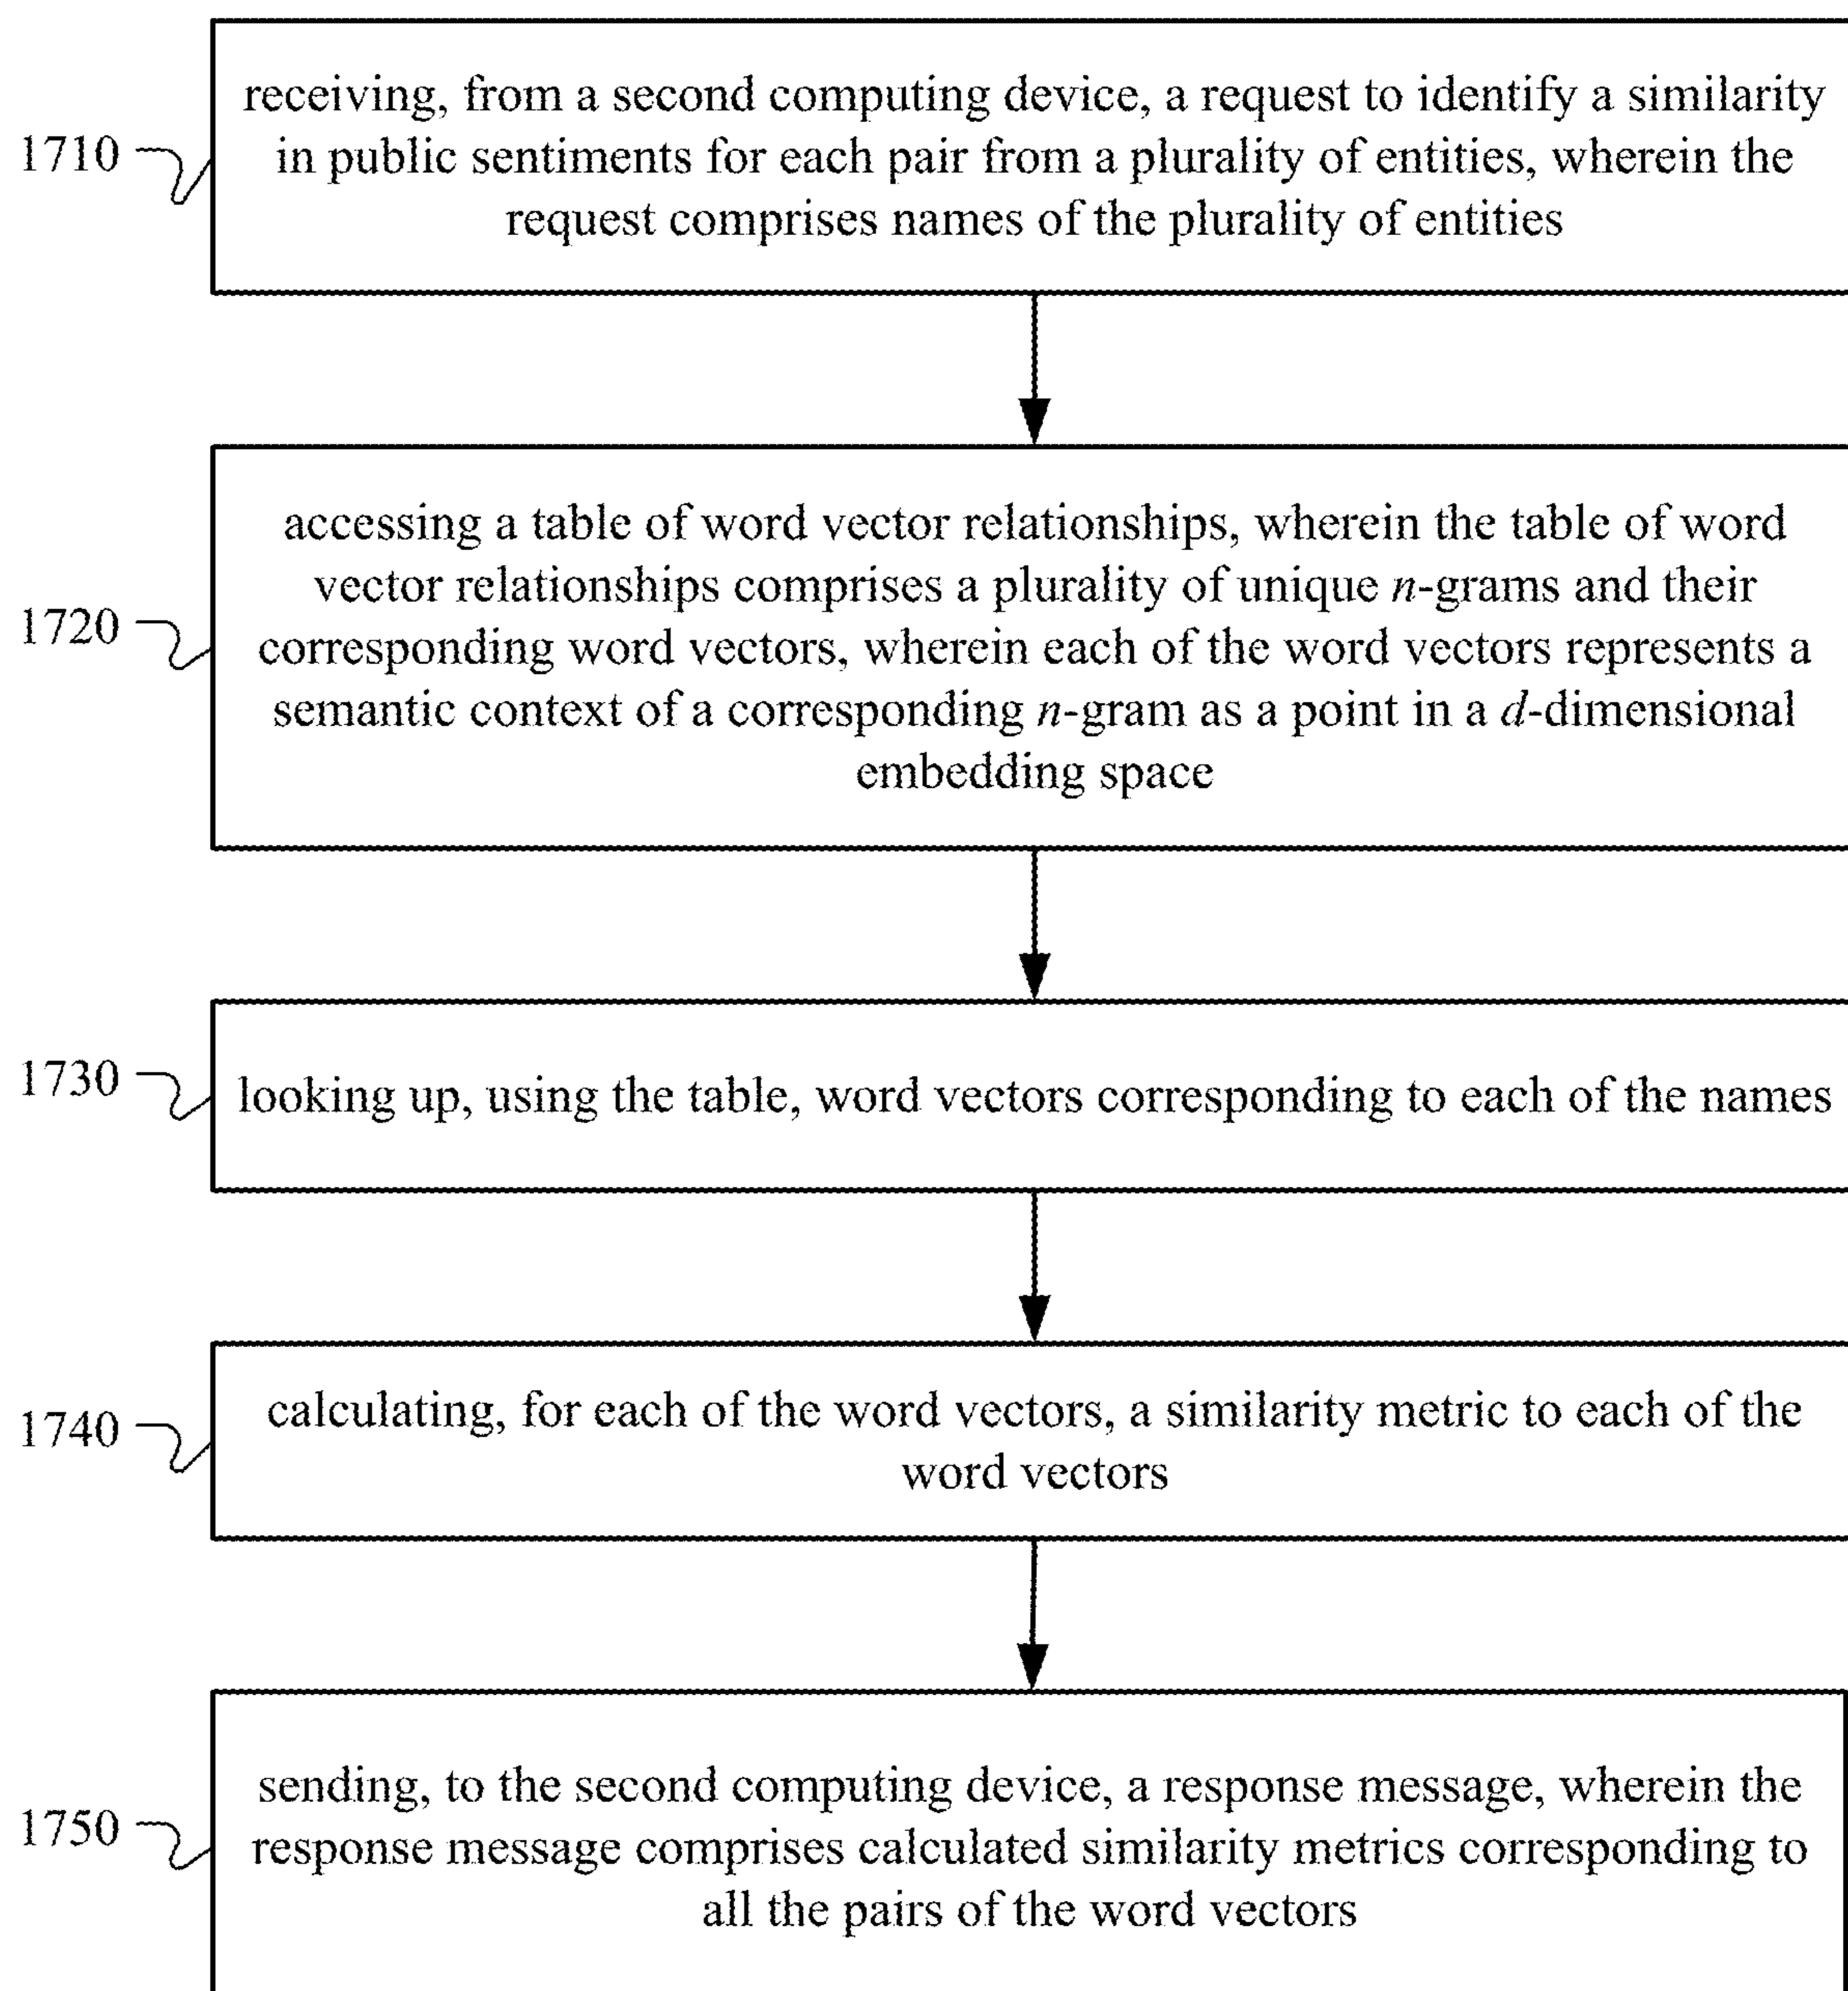 receiving, from a second computing device, a request to identify a similarity
1710
in public sentiments for each pair from a plurality of entities, wherein the
request comprises names of the plurality of entities
accessing a table of word vector relationships, wherein the table of word
vector relationships comprises a plurality of unique n-grams and their
1720
corresponding word vectors, wherein each of the word vectors represents a
semantic context of a corresponding n-gram as a point in a d-dimensional
embedding space
1730
looking up, using the table, word vectors corresponding to each of the names
1740
calculating, for each of the word vectors, a similarity metric to each of the
word vectors
sending, to the second computing device, a response message, wherein the
1750
response message comprises calculated similarity metrics corresponding to
all the pairs of the word vectors